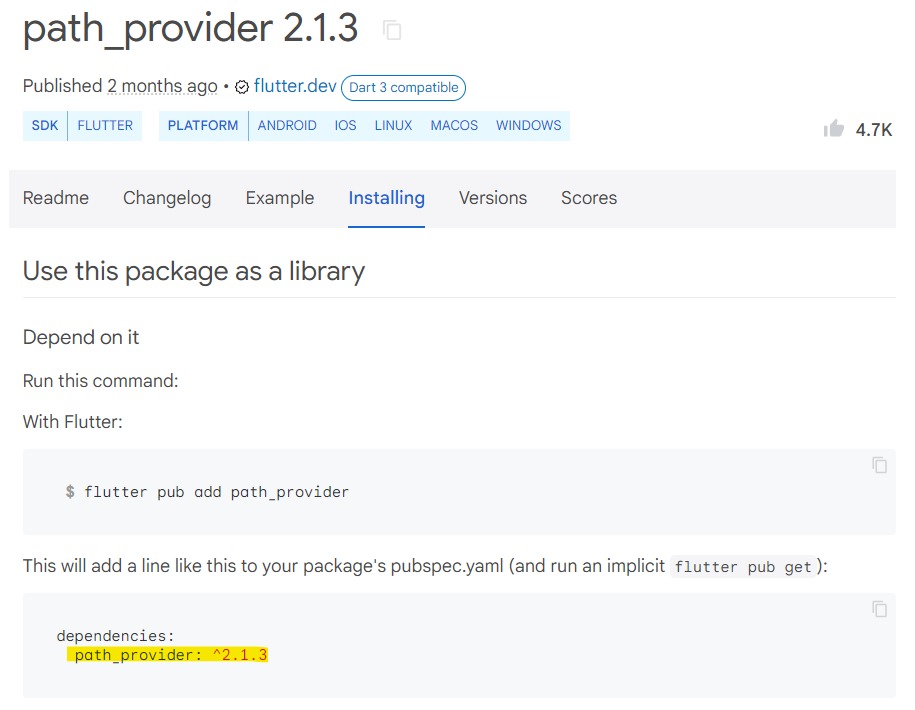 path_provider 2.1.3
Published 2 months ago • flutter.dev Dart 3 compatible
SDK FLUTTER PLATFORM ANDROID IOS LINUX MACOS WINDOWS
4.7K
Readme Changelog Example Installing Versions Scores
Use this package as a library
Depend on it
Run this command:
With Flutter:
$ flutter pub add path_provider
This will add a line like this to your package's pubspec.yaml (and run an implicit flutter pub get):
dependencies:
path_provider: ^2.1.3